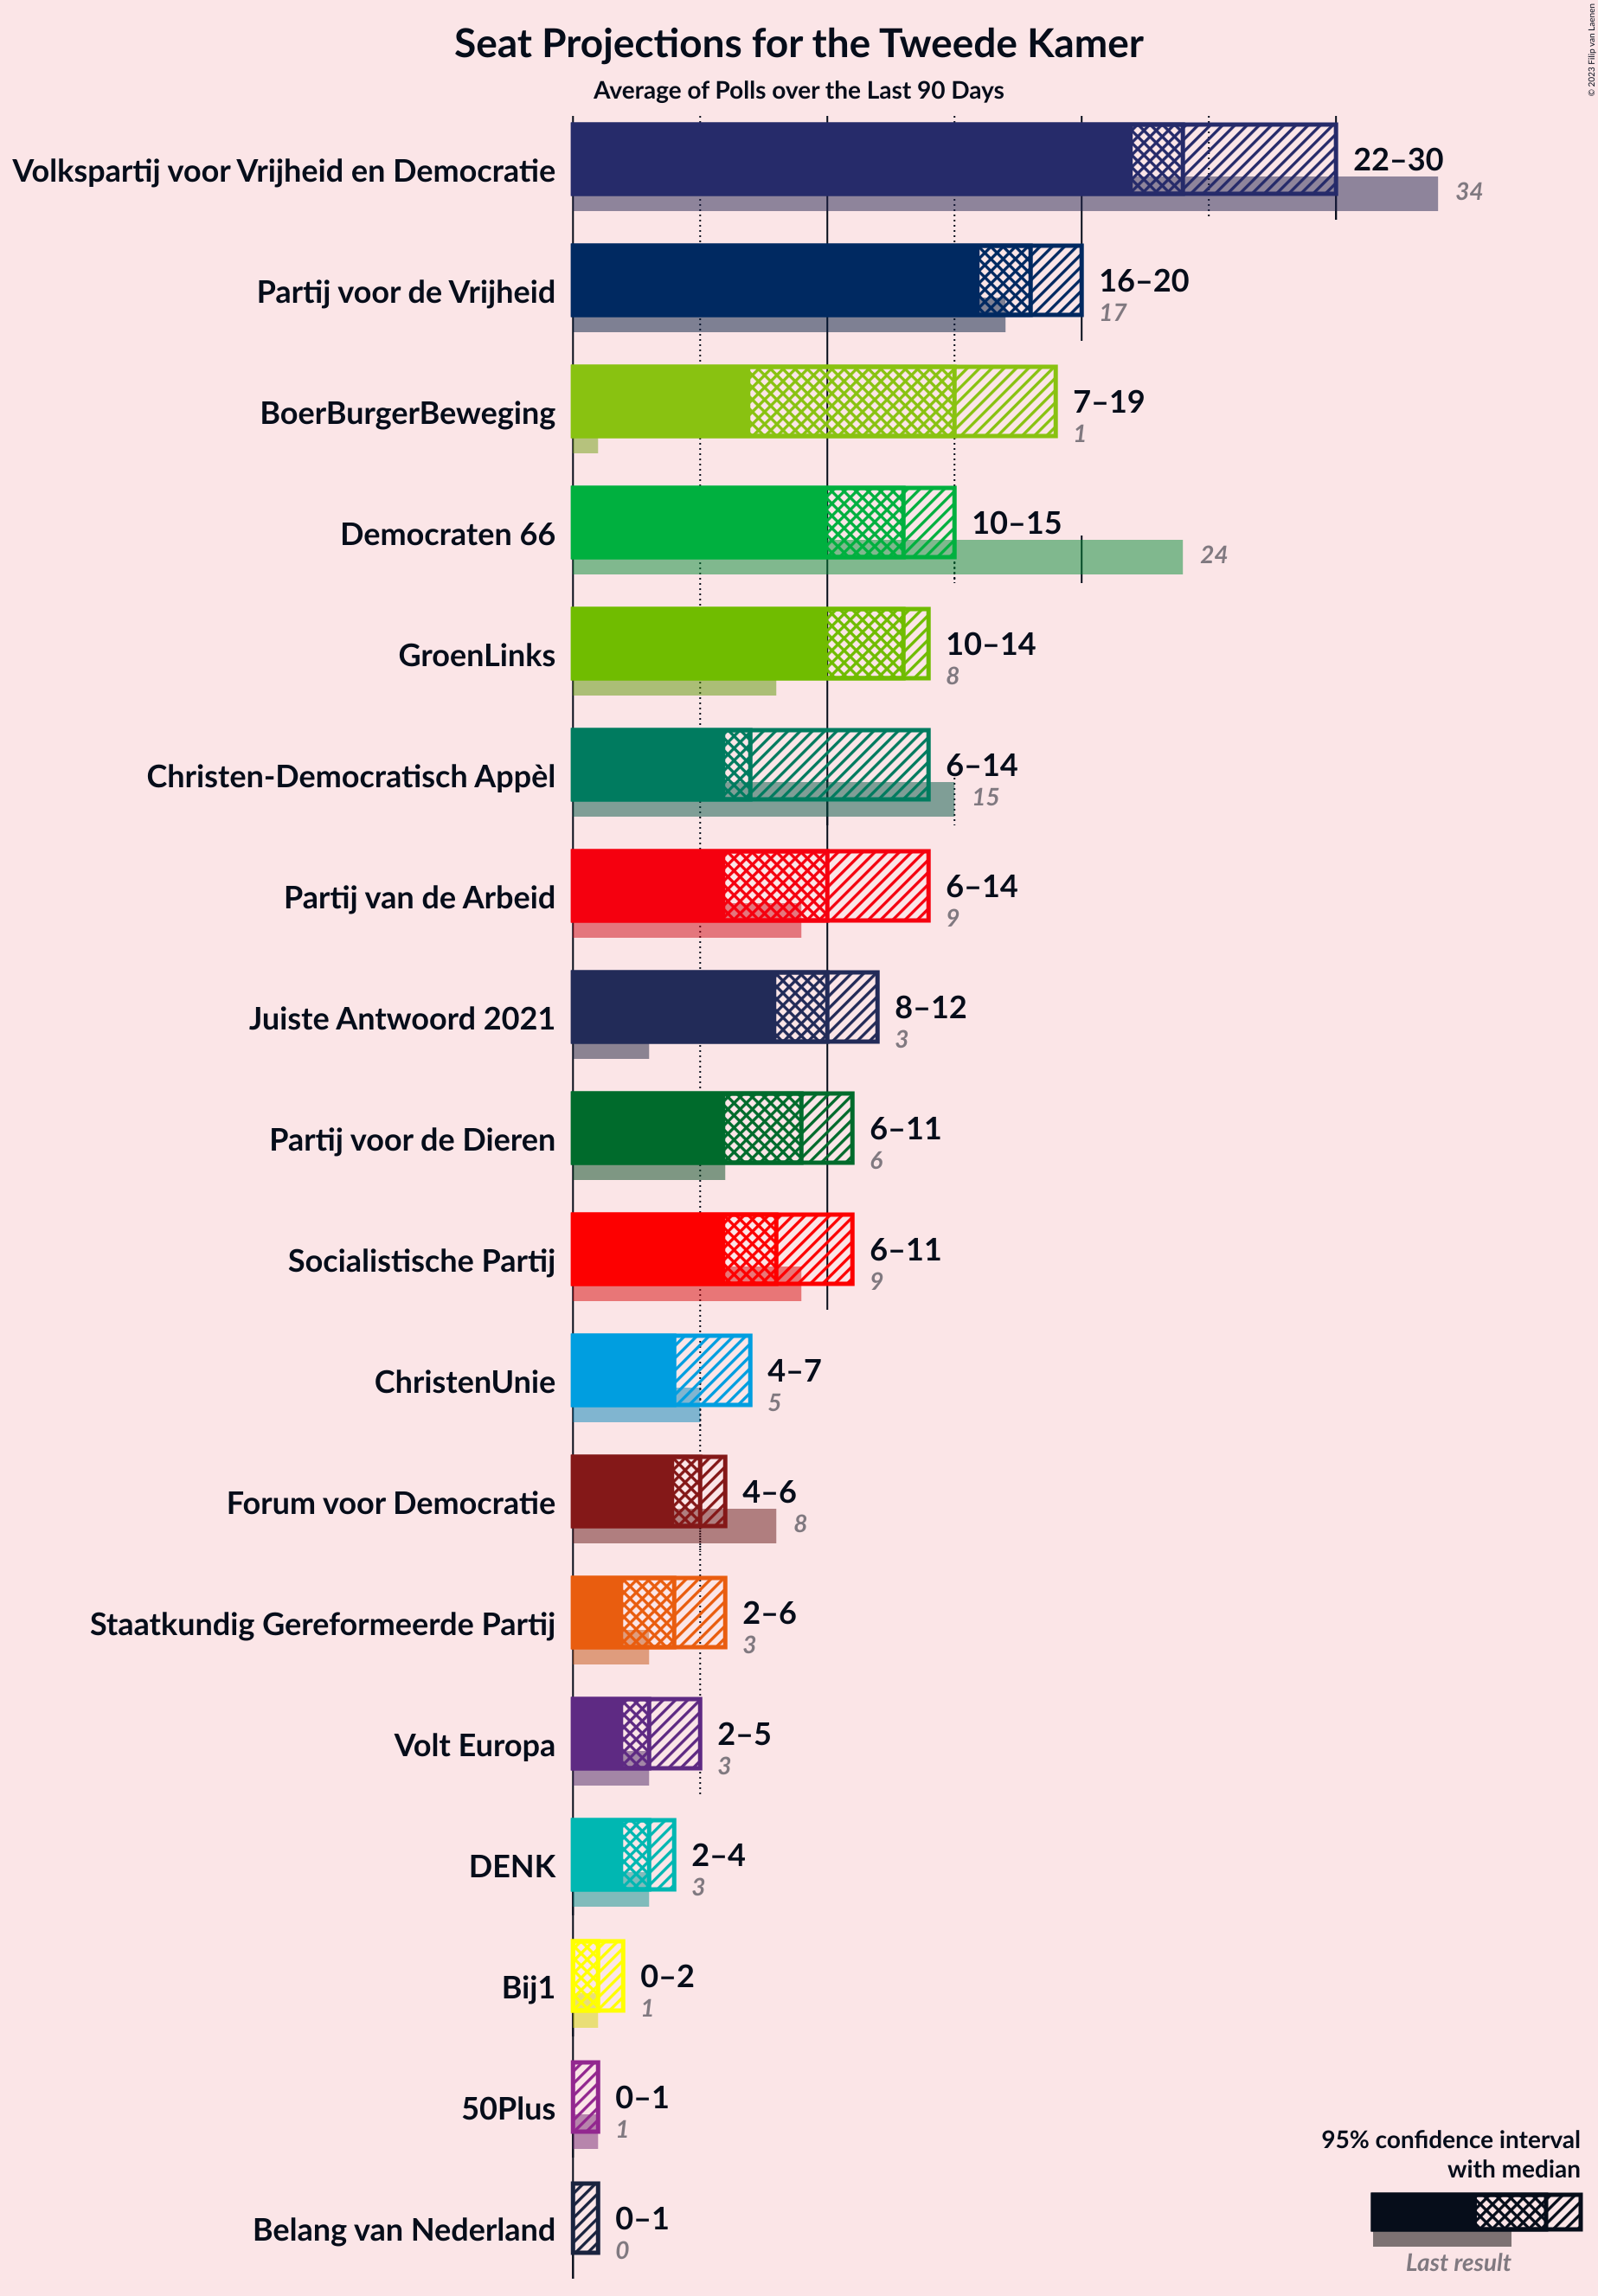 Seat Projections for the Tweede Kamer
Average of Polls over the Last 90 Days
© 2023 Filip van Laenen
Volkspartij voor Vrijheid en Democratie
22–30
34
Partij voor de Vrijheid
16–20
17
BoerBurgerBeweging
7–19
1
Democraten 66
10–15
24
GroenLinks
10–14
8
Christen-Democratisch Appèl
6–14
15
Partij van de Arbeid
6–14
9
Juiste Antwoord 2021
8–12
3
Partij voor de Dieren
6–11
6
Socialistische Partij
6–11
9
ChristenUnie
4–7
5
Forum voor Democratie
4–6
8
Staatkundig Gereformeerde Partij
2–6
3
Volt Europa
2–5
3
DENK
2–4
3
Bij1
0–2
1
50Plus
0–1
1
Belang van Nederland
0–1
0
95% confidence interval
with median
Last result